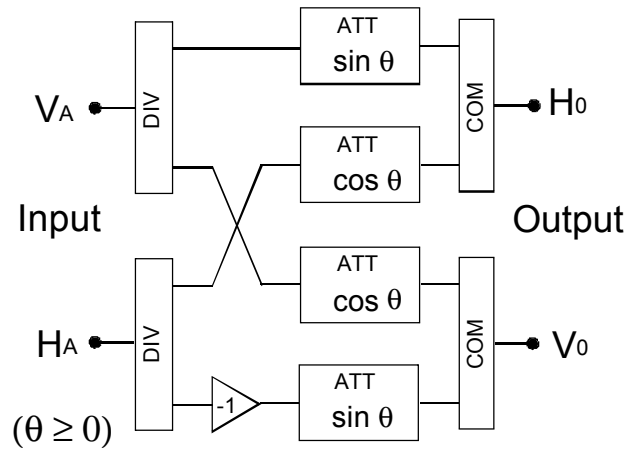 ATT
sin θ
DIV
COM
VA
H0
ATT
cos θ
Input
Output
ATT
cos θ
DIV
COM
HA
V0
-1
ATT
sin θ
(θ ≥ 0)